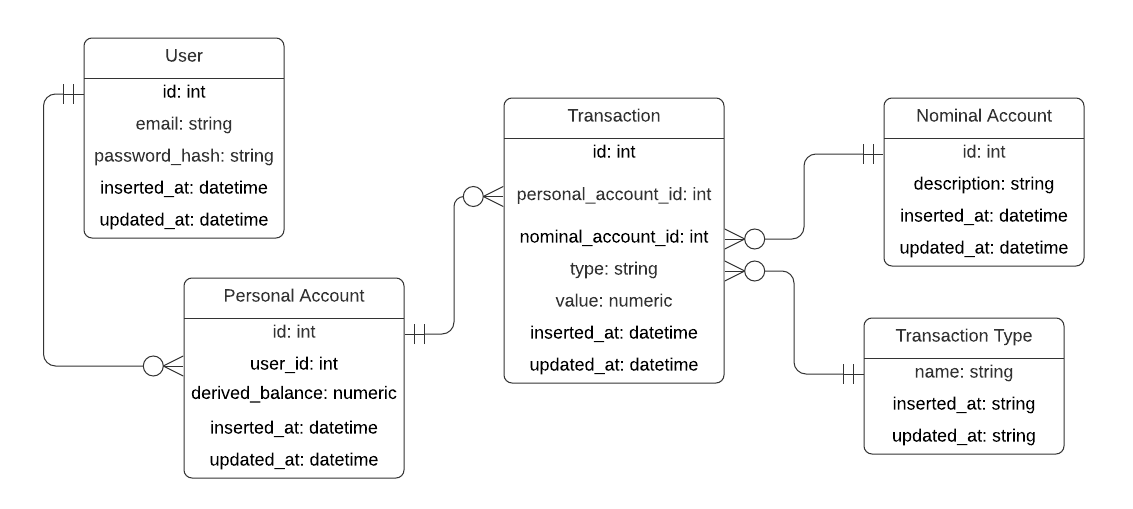 User
id: int
email: string
password_hash: string
inserted_at: datetime
updated_at: datetime
Personal Account
id: int
user_id: int
derived_balance: numeric
inserted_at: datetime
updated_at: datetime
Transaction
id: int
personal_account_id: int
nominal_account_id: int
type: string
value: numeric
inserted_at: datetime
updated_at: datetime
Nominal Account
id: int
description: string
inserted_at: datetime
updated_at: datetime
Transaction Type
name: string
inserted_at: string
updated_at: string